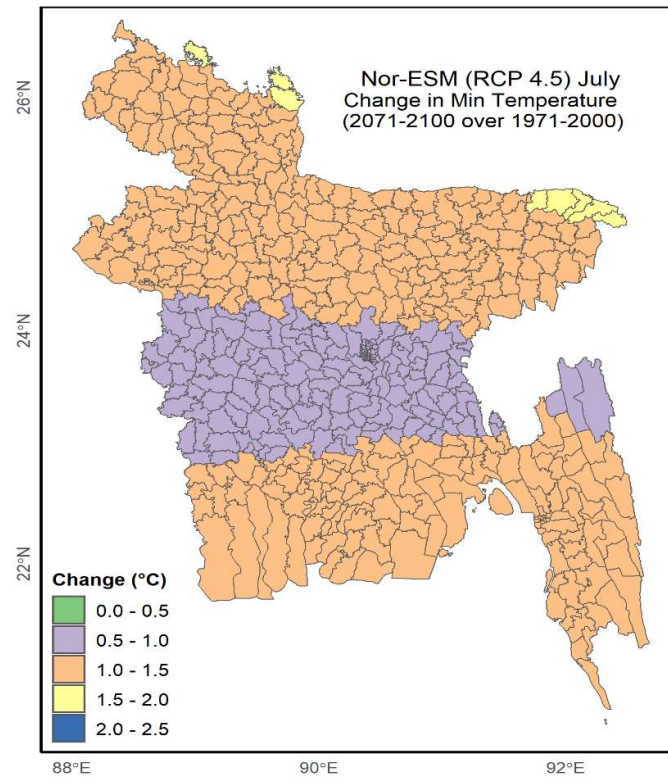 Nor-ESM (RCP 4.5) July
Change in Min Temperature
(2071-2100 over 1971-2000)
26°N
24°N
22°N
Change (°C)
0.0 - 0.5
0.5 - 1.0
1.0 - 1.5
1.5 - 2.0
2.0 - 2.5
88°E
90°E
92°E